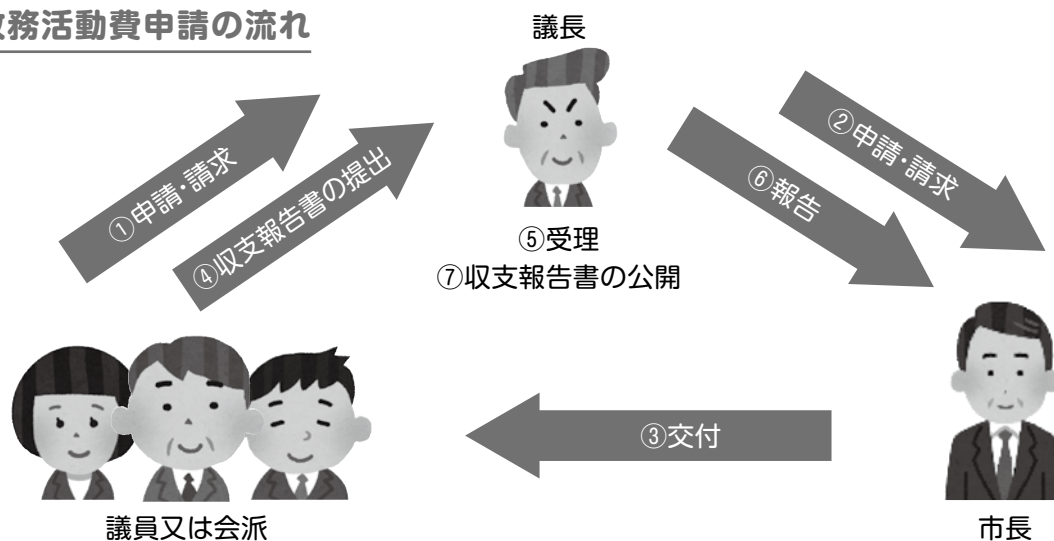 政務活動費申請の流れ
議長
①申請・請求
④収支報告書の提出
②申請・請求
⑥報告
⑤受理
⑦収支報告書の公開
③交付
議員又は会派
市長